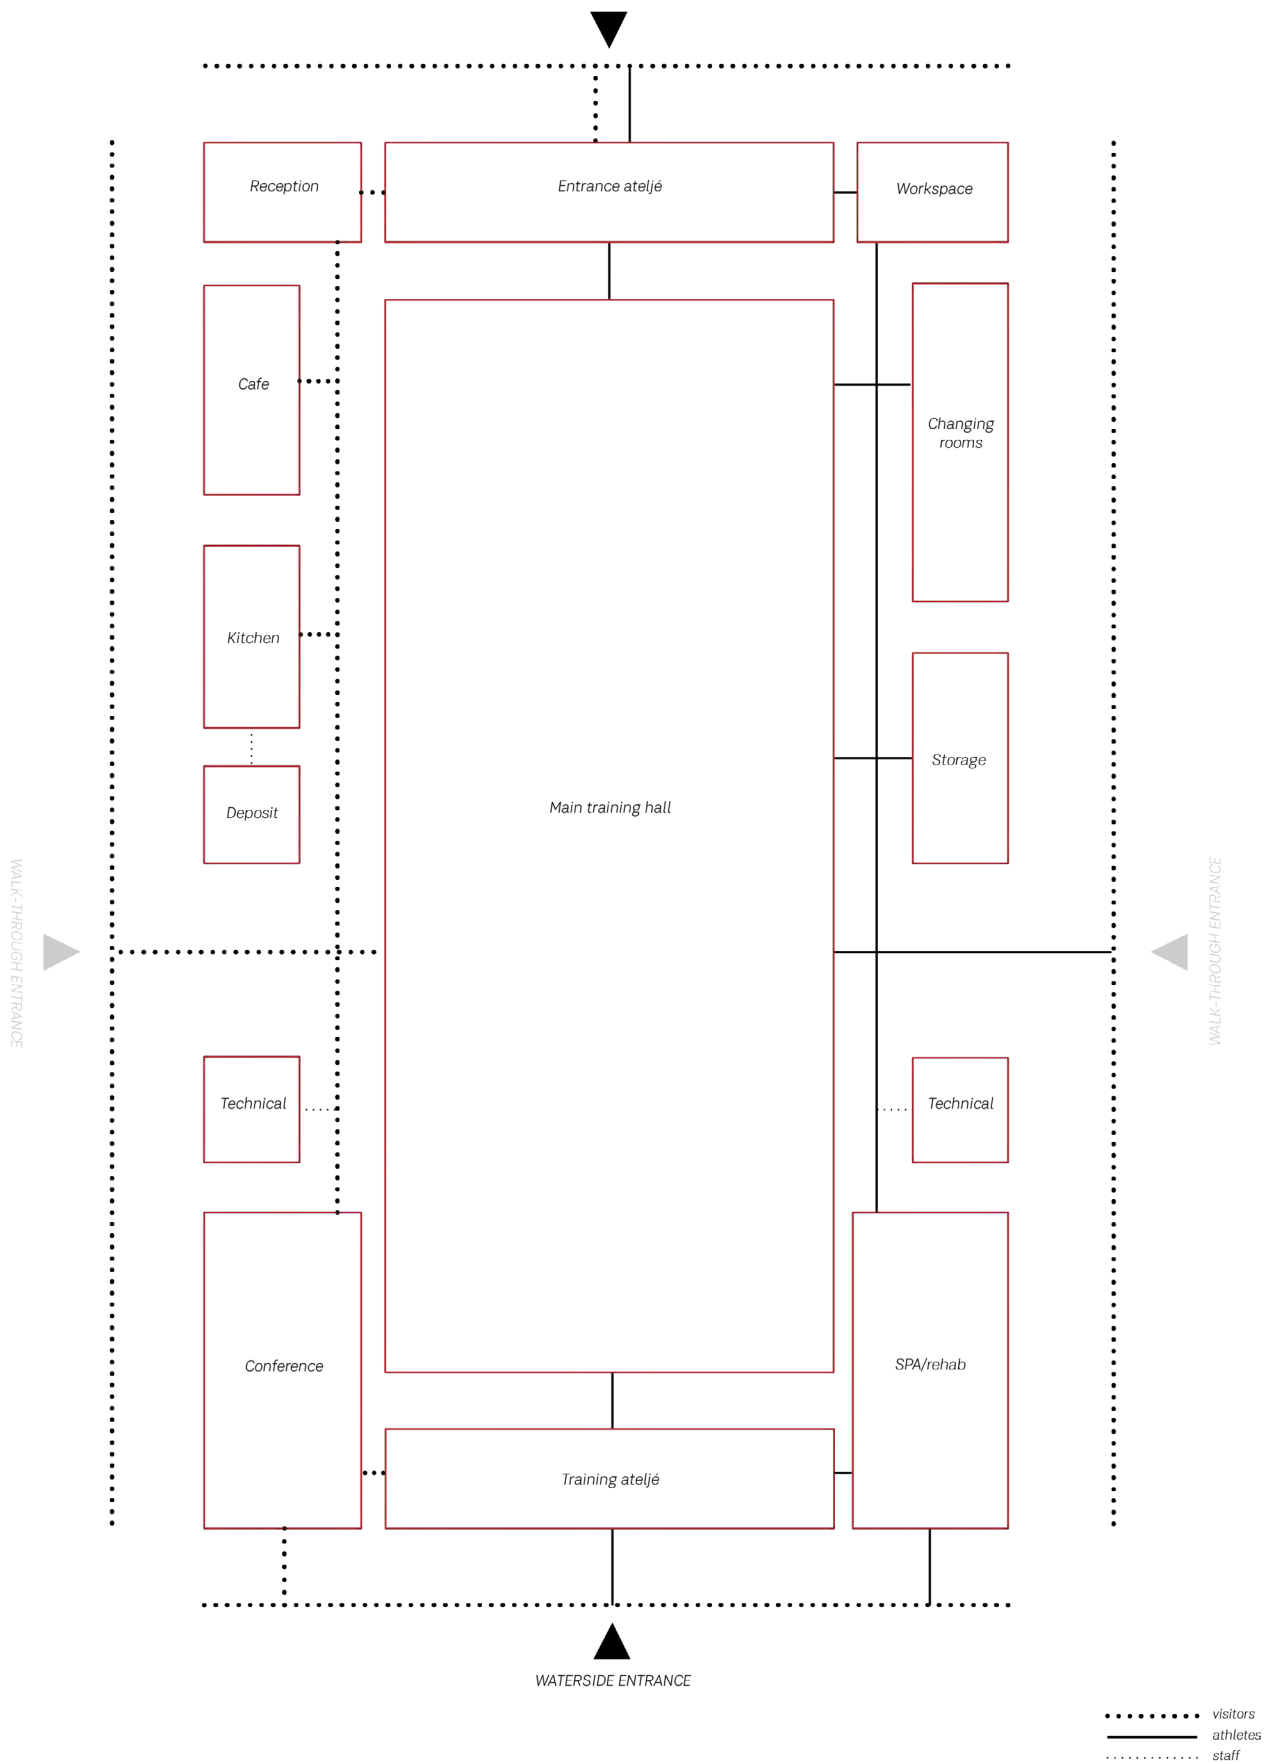 Reception
Entrance ateljé
Workspace
Cafe
Changing
rooms
Kitchen
Storage
Main training hall
Deposit
WALK-THROUGH ENTRANCE
WALK-THROUGH ENTRANCE
Technical
Technical
Conference
SPA/rehab
Training ateljé
WATERSIDE ENTRANCE
visitors
athletes
staff